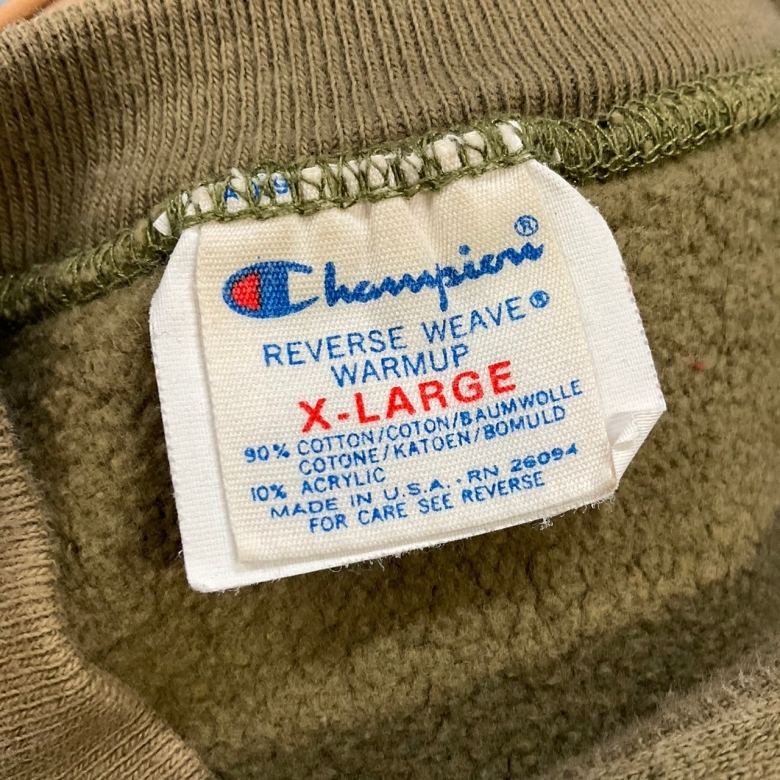 Champion®
REVERSE WEAVE®
WARMUP
X-LARGE
90% COTTON/COTON/BAUMWOLLE
COTONE/KATOEN/BOMULD
10% ACRYLIC
MADE IN U.S.A. · RN 26094
FOR CARE SEE REVERSE